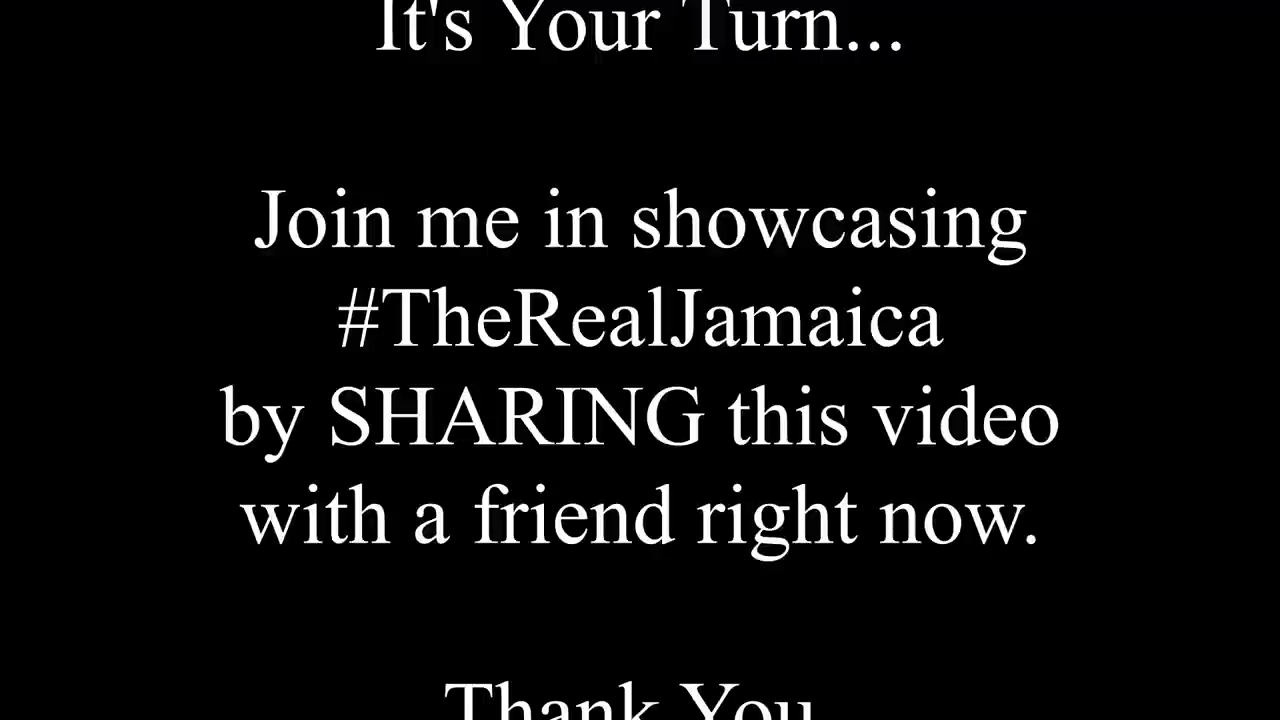 It's Your Turn...
Join me in showcasing
#TheRealJamaica
by SHARING this video
with a friend right now.
Thank You